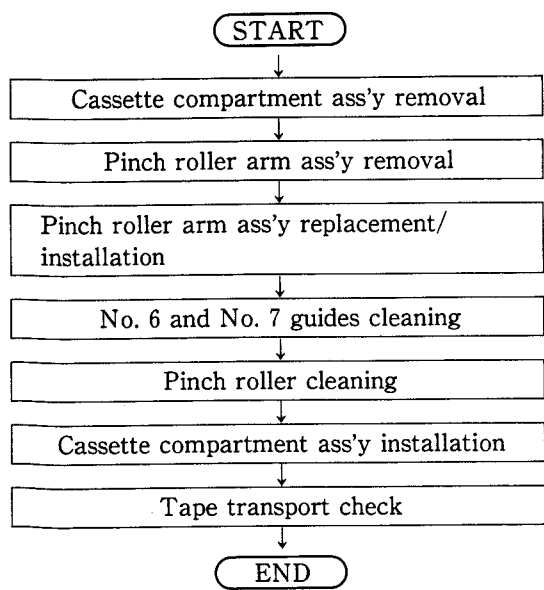 START
Cassette compartment ass'y removal
Pinch roller arm ass'y removal
Pinch roller arm ass'y replacement/
installation
No. 6 and No. 7 guides cleaning
Pinch roller cleaning
Cassette compartment ass'y installation
Tape transport check
END